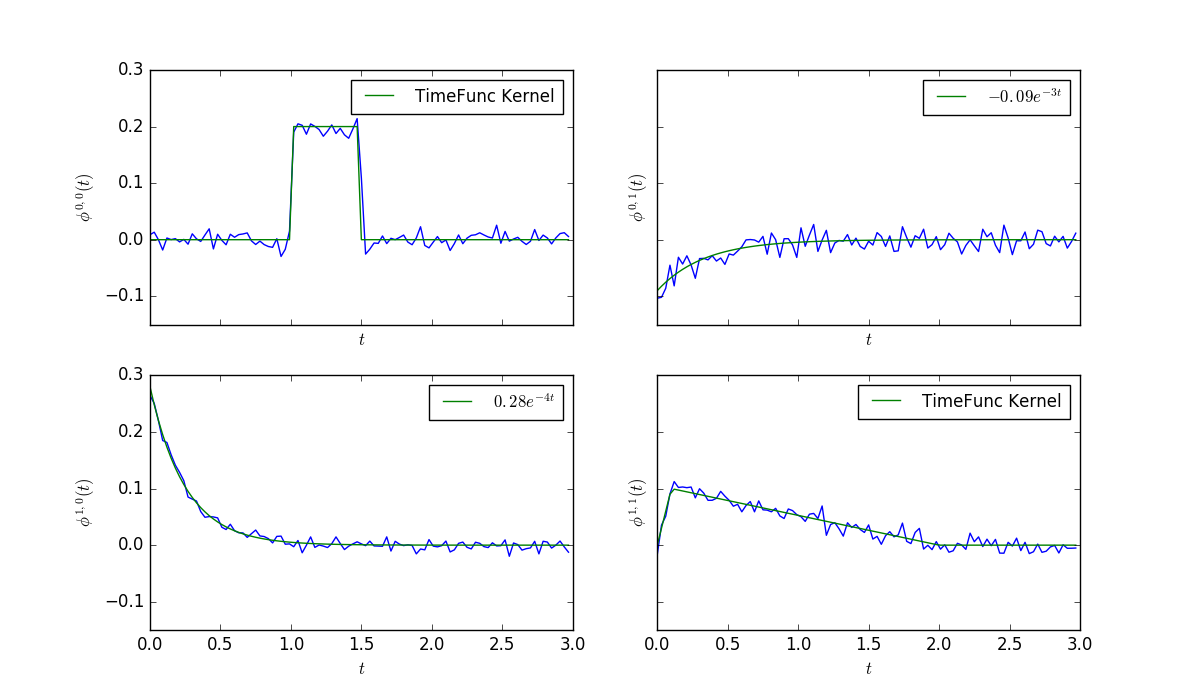 0.3
TimeFunc Kernel
0.2
0.1
0.0
−0.1
ϕ^{0,0}(t)
t
−0.09e^{−3t}
ϕ^{0,1}(t)
t
0.3
0.28e^{−4t}
0.2
0.1
0.0
−0.1
ϕ^{1,0}(t)
0.0 0.5 1.0 1.5 2.0 2.5 3.0
t
TimeFunc Kernel
ϕ^{1,1}(t)
0.0 0.5 1.0 1.5 2.0 2.5 3.0
t